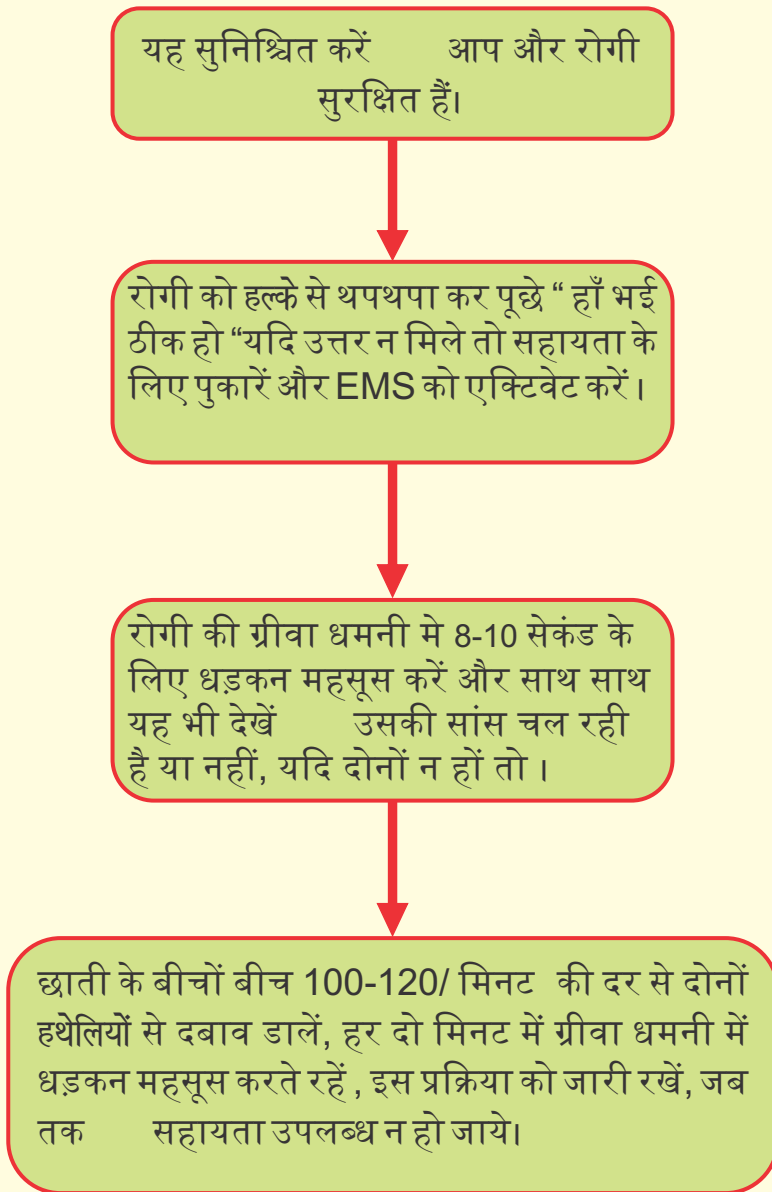 यह सुनिश्चित करें आप और रोगी
सुरक्षित हैं।
रोगी को हल्के से थपथपा कर पूछे “ हाँ भई
ठीक हो “यदि उत्तर न मिले तो सहायता के
लिए पुकारें और EMS को एक्टिवेट करें।
रोगी की ग्रीवा धमनी मे 8-10 सेकंड के
लिए धड़कन महसूस करें और साथ साथ
यह भी देखें उसकी सांस चल रही
है या नहीं, यदि दोनों न हों तो ।
छाती के बीचों बीच 100-120/ मिनट की दर से दोनों
हथेलियों से दबाव डालें, हर दो मिनट में ग्रीवा धमनी में
धड़कन महसूस करते रहें , इस प्रक्रिया को जारी रखें, जब
तक सहायता उपलब्ध न हो जाये।